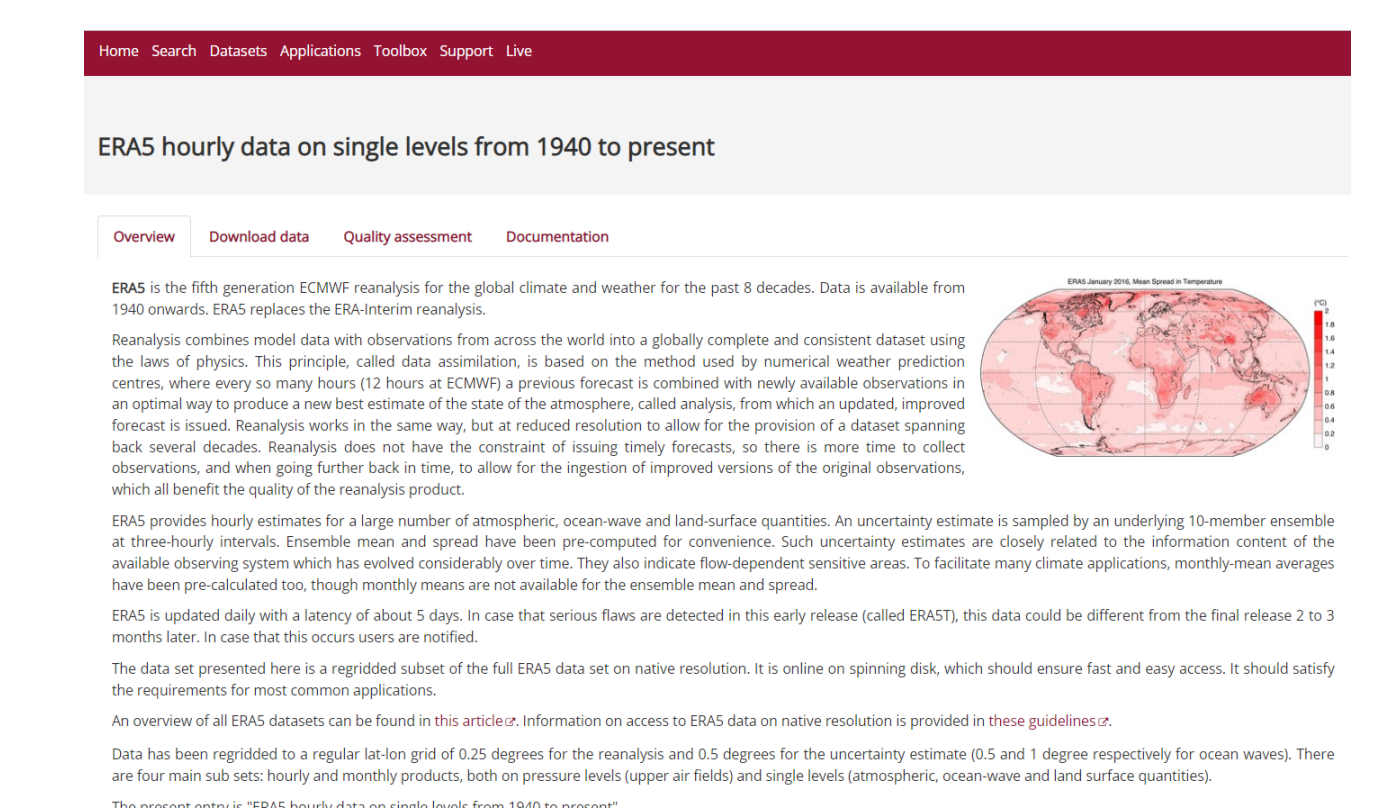 Home Search Datasets Applications Toolbox Support Live
ERA5 hourly data on single levels from 1940 to present
Overview Download data Quality assessment Documentation
ERA5 is the fifth generation ECMWF reanalysis for the global climate and weather for the past 8 decades. Data is available from
1940 onwards. ERA5 replaces the ERA-Interim reanalysis.
Reanalysis combines model data with observations from across the world into a globally complete and consistent dataset using
the laws of physics. This principle, called data assimilation, is based on the method used by numerical weather prediction
centres, where every so many hours (12 hours at ECMWF) a previous forecast is combined with newly available observations in
an optimal way to produce a new best estimate of the state of the atmosphere, called analysis, from which an updated, improved
forecast is issued. Reanalysis works in the same way, but at reduced resolution to allow for the provision of a dataset spanning
back several decades. Reanalysis does not have the constraint of issuing timely forecasts, so there is more time to collect
observations, and when going further back in time, to allow for the ingestion of improved versions of the original observations,
which all benefit the quality of the reanalysis product.
ERA5 January 2016, Mean Spread in Temperature
(°C)
2
1.8
1.6
1.4
1.2
1
0.8
0.6
0.4
0.2
0
ERA5 provides hourly estimates for a large number of atmospheric, ocean-wave and land-surface quantities. An uncertainty estimate is sampled by an underlying 10-member ensemble
at three-hourly intervals. Ensemble mean and spread have been pre-computed for convenience. Such uncertainty estimates are closely related to the information content of the
available observing system which has evolved considerably over time. They also indicate flow-dependent sensitive areas. To facilitate many climate applications, monthly-mean averages
have been pre-calculated too, though monthly means are not available for the ensemble mean and spread.
ERA5 is updated daily with a latency of about 5 days. In case that serious flaws are detected in this early release (called ERA5T), this data could be different from the final release 2 to 3
months later. In case that this occurs users are notified.
The data set presented here is a regridded subset of the full ERA5 data set on native resolution. It is online on spinning disk, which should ensure fast and easy access. It should satisfy
the requirements for most common applications.
An overview of all ERA5 datasets can be found in this article. Information on access to ERA5 data on native resolution is provided in these guidelines.
Data has been regridded to a regular lat-lon grid of 0.25 degrees for the reanalysis and 0.5 degrees for the uncertainty estimate (0.5 and 1 degree respectively for ocean waves). There
are four main sub sets: hourly and monthly products, both on pressure levels (upper air fields) and single levels (atmospheric, ocean-wave and land surface quantities).
The present entry is "ERA5 hourly data on single levels from 1940 to present".